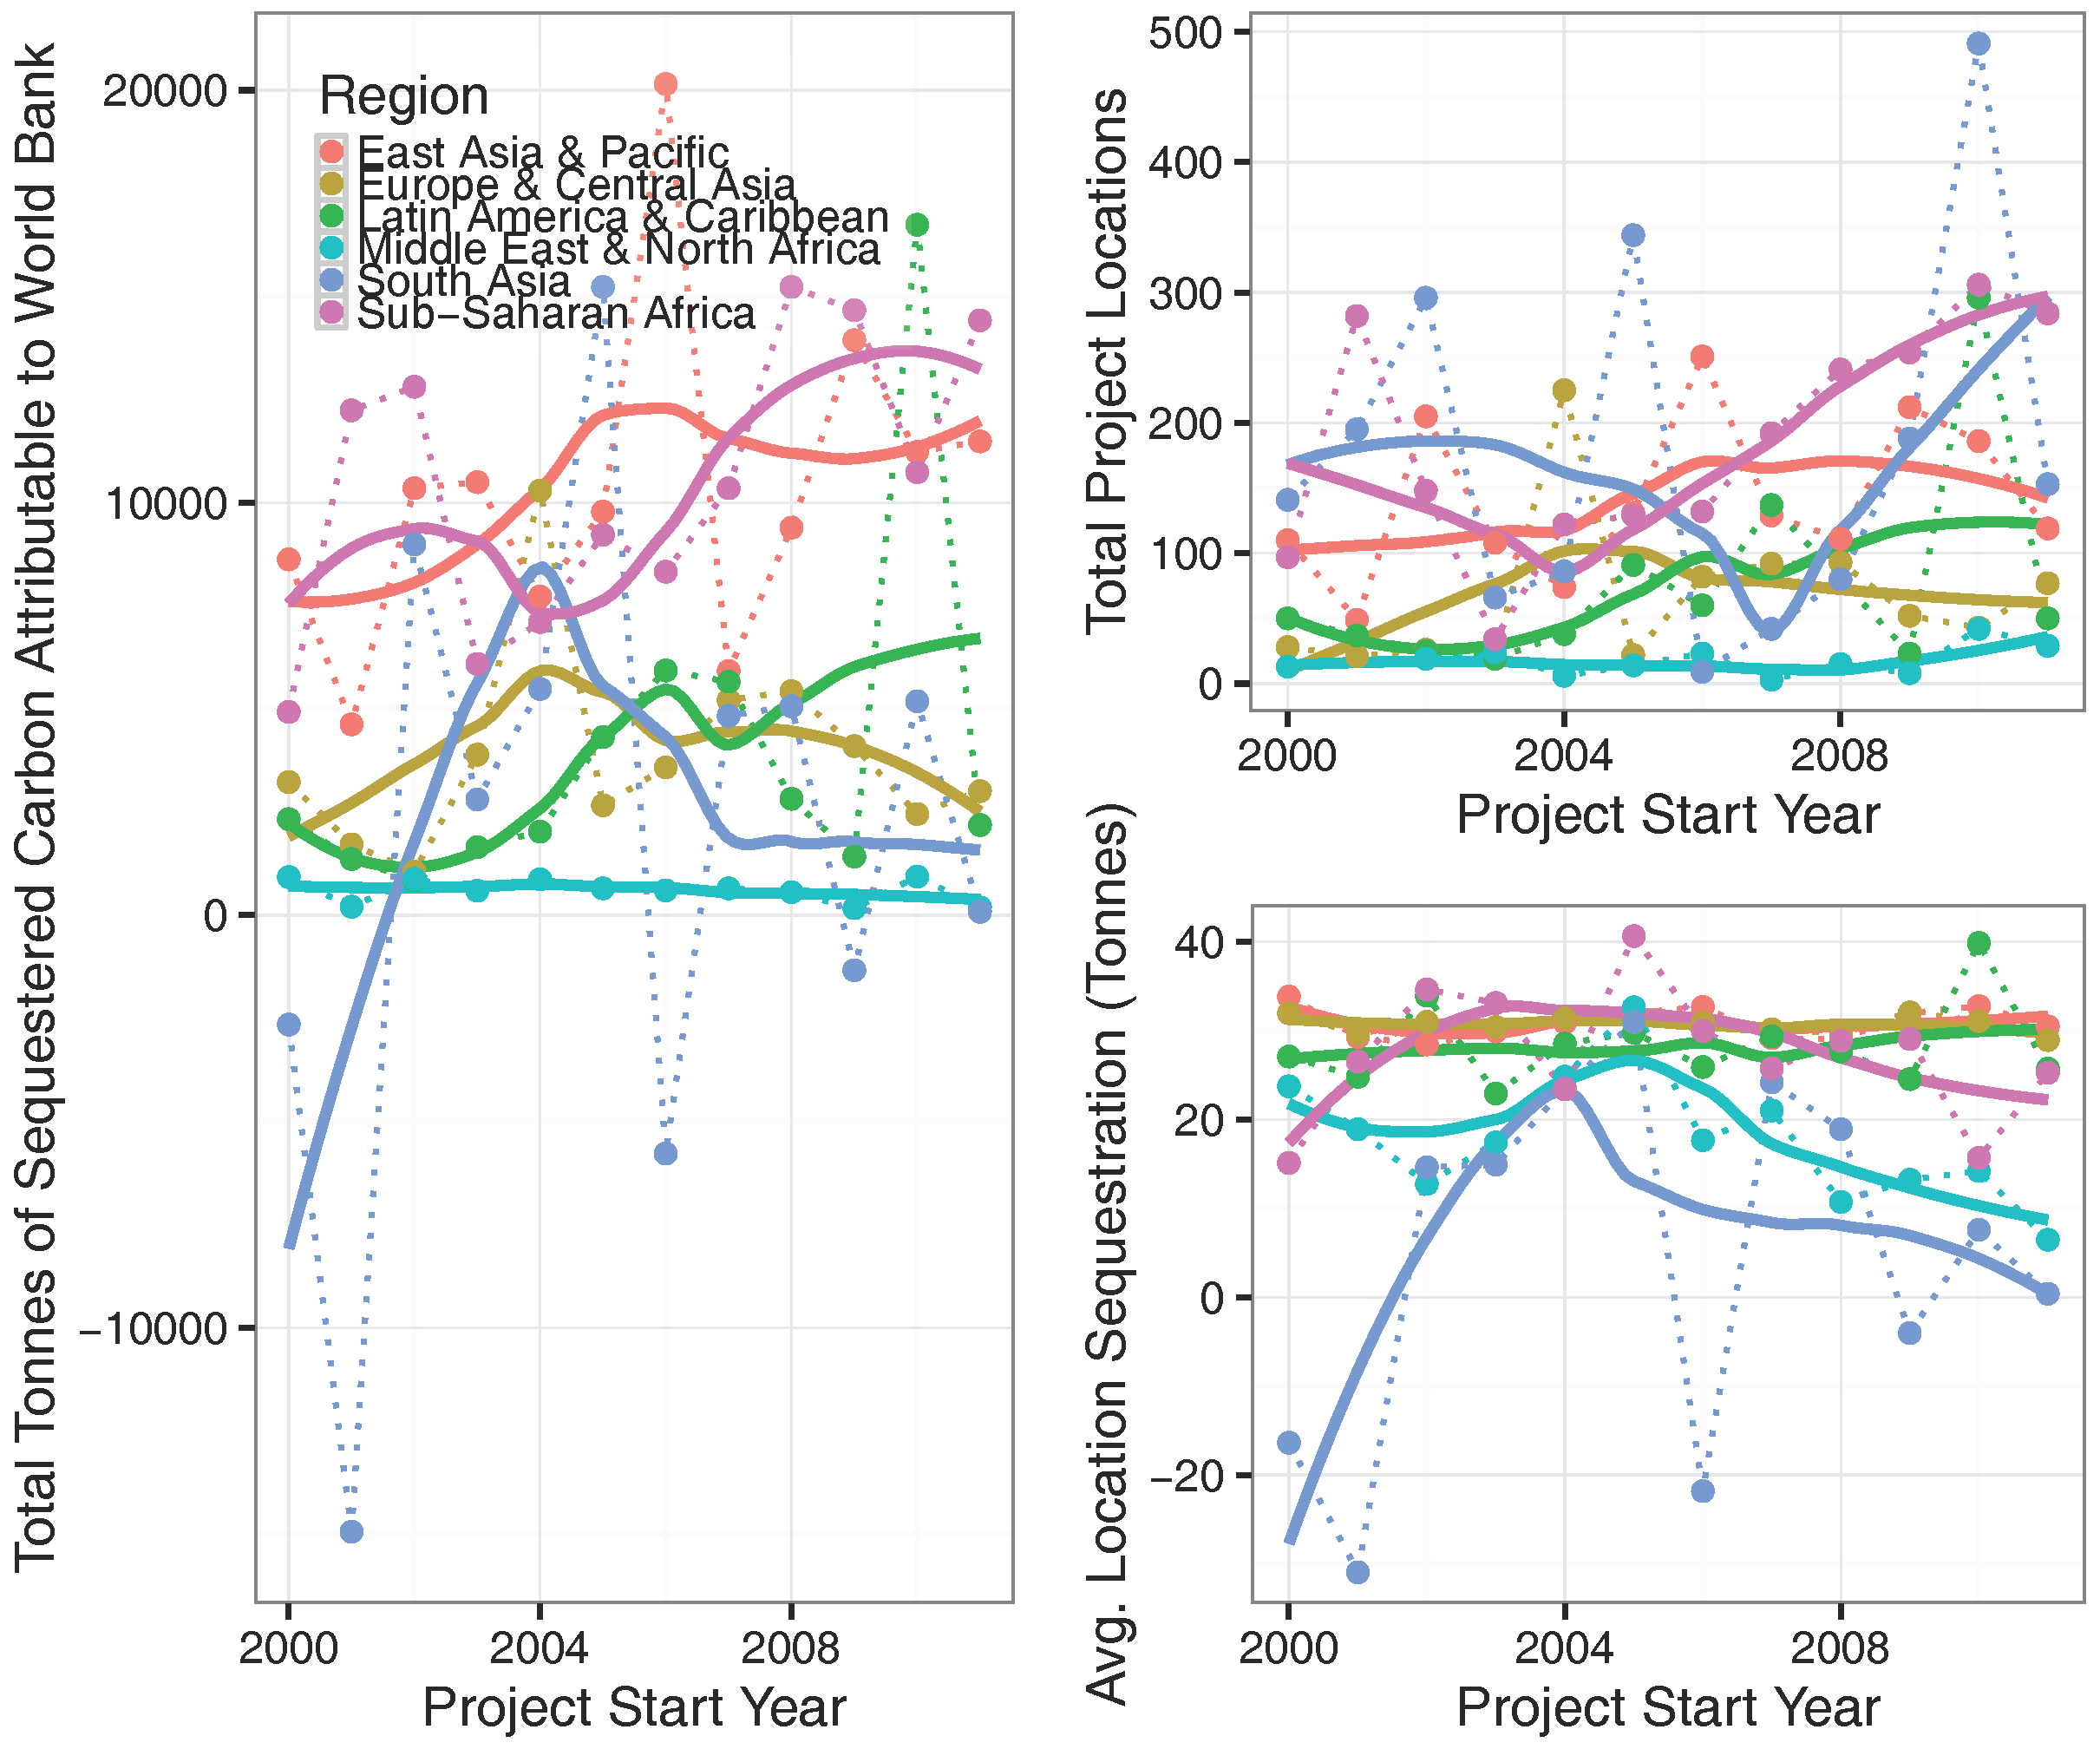 Total Tonnes of Sequestered Carbon Attributable to World Bank
20000
10000
0
−10000
Region
East Asia & Pacific
Europe & Central Asia
Latin America & Caribbean
Middle East & North Africa
South Asia
Sub−Saharan Africa
2000 2004 2008
Project Start Year
Total Project Locations
500
400
300
200
100
0
2000 2004 2008
Project Start Year
Avg. Location Sequestration (Tonnes)
40
20
0
−20
2000 2004 2008
Project Start Year